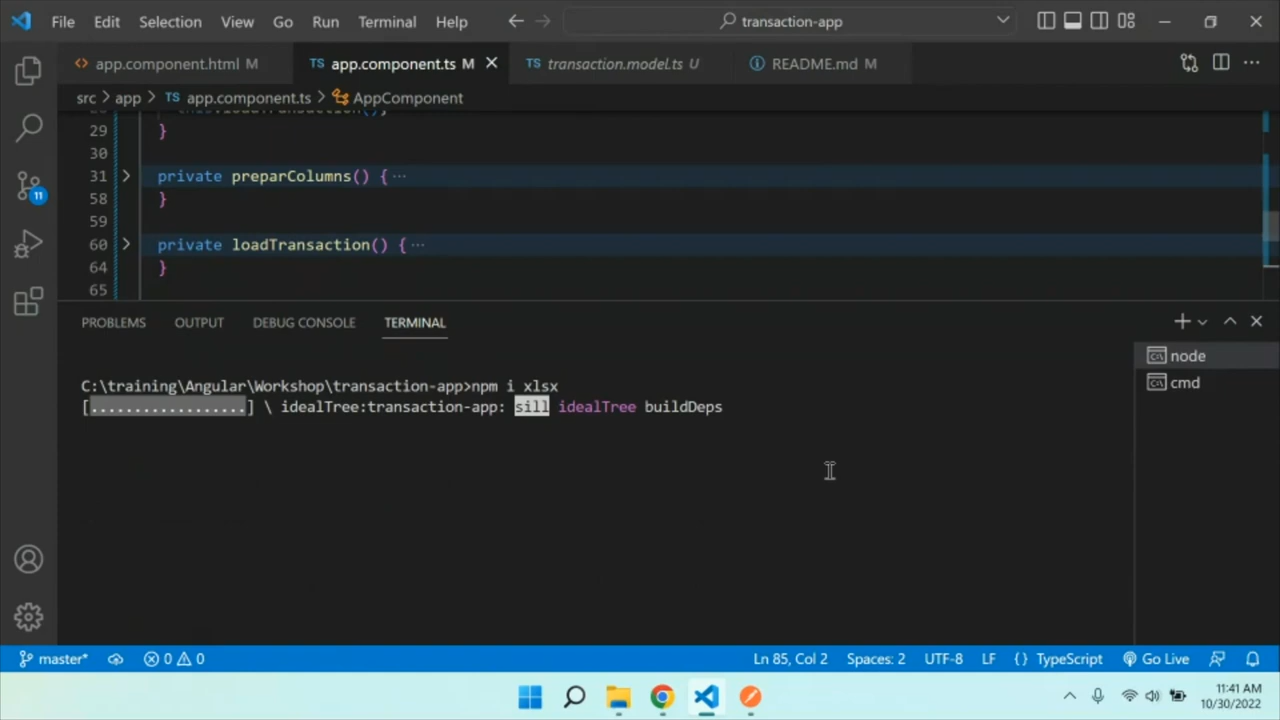 File Edit Selection View Go Run Terminal Help transaction-app
<> app.component.html M TS app.component.ts M TS transaction.model.ts U README.md M
src > app > TS app.component.ts > AppComponent
29 }
30
31 > private preparColumns() { ···
58 }
59
60 > private loadTransaction() { ···
64 }
65
PROBLEMS OUTPUT DEBUG CONSOLE TERMINAL
node
cmd
C:\training\Angular\Workshop\transaction-app>npm i xlsx
[..................] \ idealTree:transaction-app: sill idealTree buildDeps
11
master* 0 0 Ln 85, Col 2 Spaces: 2 UTF-8 LF {} TypeScript Go Live
11:41 AM
10/30/2022